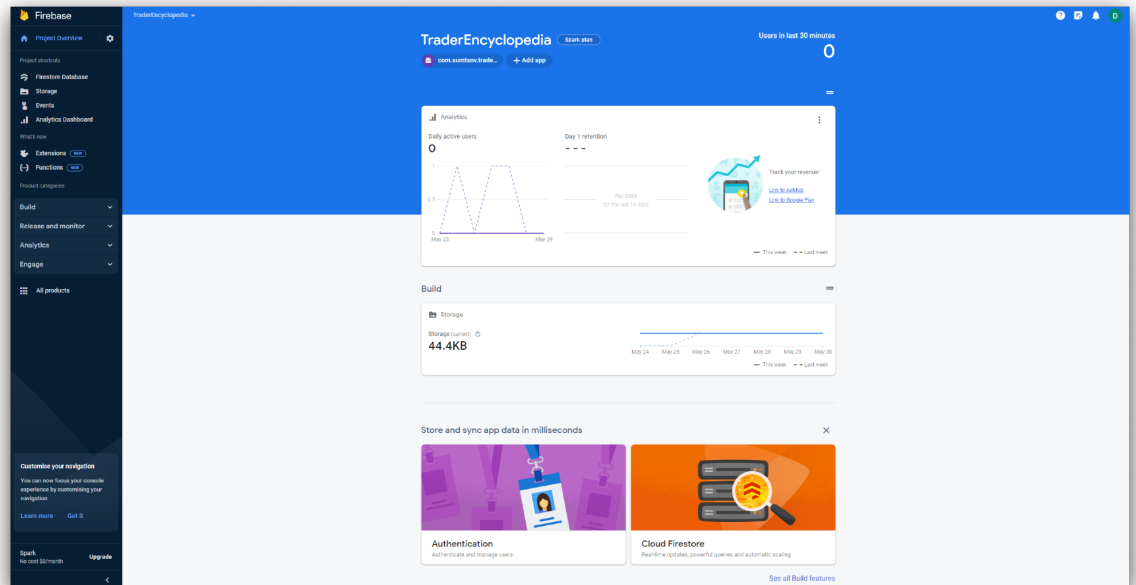 Firebase
Project Overview
Project shortcuts
Firestore Database
Storage
Events
Analytics Dashboard
What's new
Extensions NEW
Functions NEW
Product categories
Build
Release and monitor
Analytics
Engage
All products
Customise your navigation
You can now focus your console
experience by customising your
navigation
Learn more Got it
Spark
No cost $0/month
Upgrade
TraderEncyclopedia
D
TraderEncyclopedia Spark plan
com.sumtsov.trade...
+ Add app
Users in last 30 minutes
0
Analytics
Daily active users
0
Day 1 retention
- - -
1
0.5
0
May 23 May 29
No data
for the last 14 days
Track your revenue!
Link to AdMob
Link to Google Play
This week Last week
Build
Storage
Storage (current)
44.4KB
May 24 May 25 May 26 May 27 May 28 May 29 May 30
This week Last week
Store and sync app data in milliseconds
Authentication
Authenticate and manage users
Cloud Firestore
Real-time updates, powerful queries and automatic scaling
See all Build features